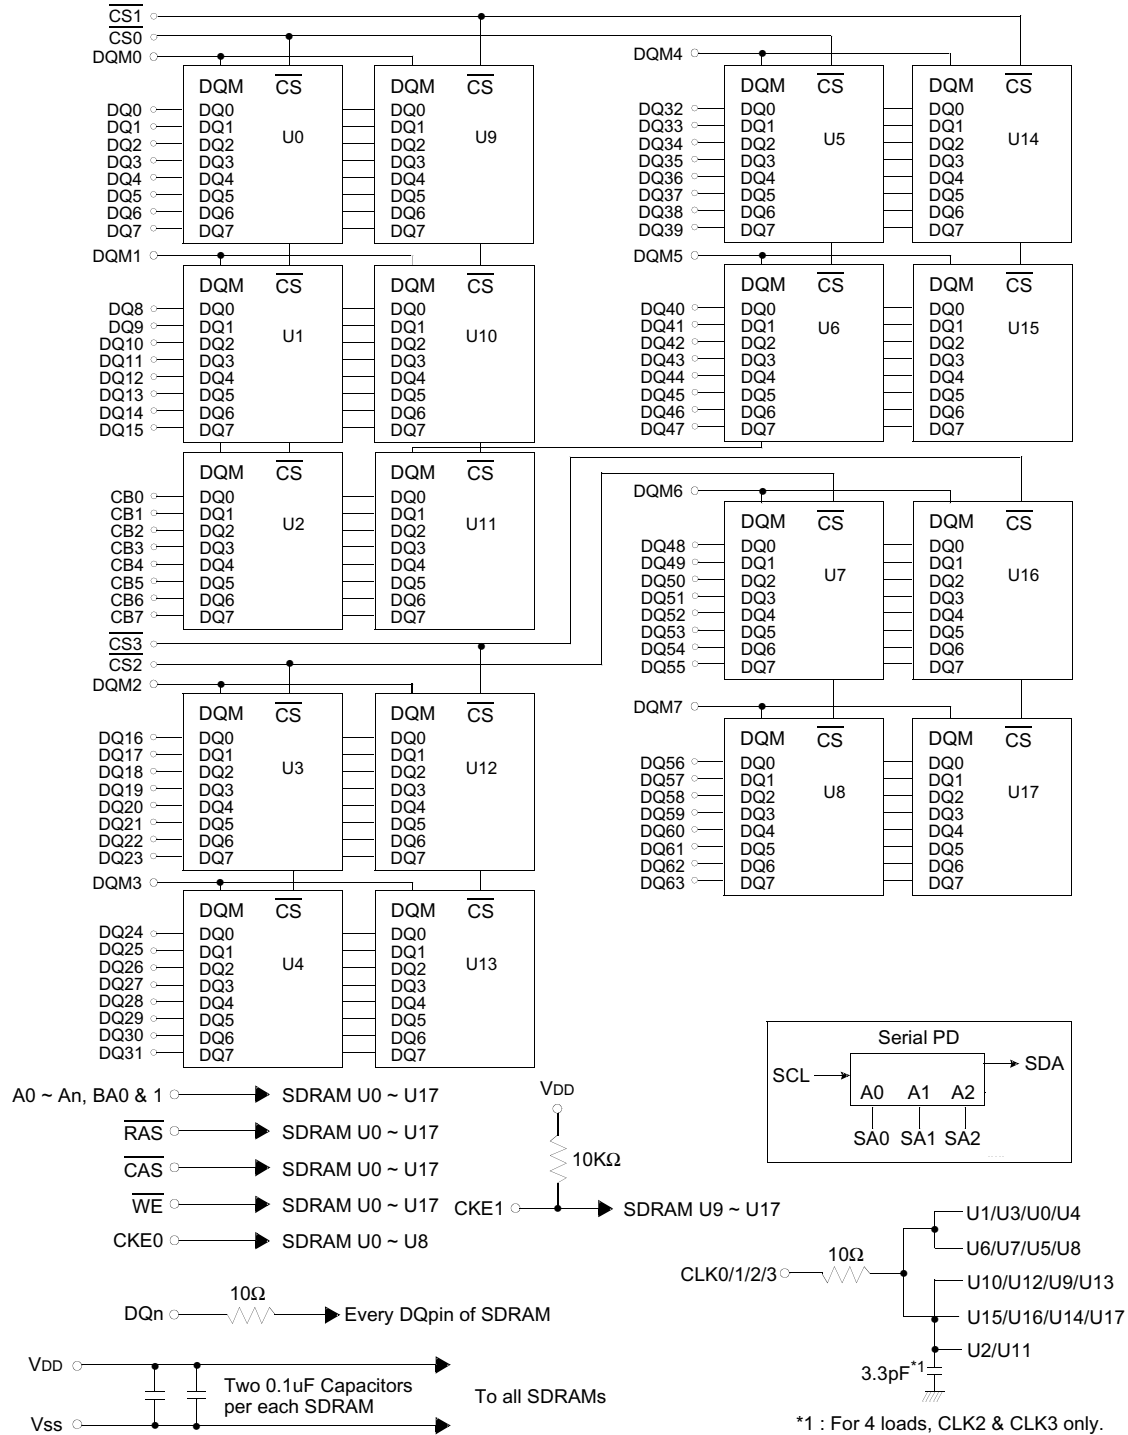 CS1
CS0
DQM0
DQM CS
DQ0 DQ0
DQ1 DQ1
DQ2 DQ2
DQ3 DQ3
DQ4 DQ4
DQ5 DQ5
DQ6 DQ6
DQ7 DQ7
U0
DQM CS
DQ0
DQ1
DQ2
DQ3
DQ4
DQ5
DQ6
DQ7
U9
DQM1
DQM CS
DQ8 DQ0
DQ9 DQ1
DQ10 DQ2
DQ11 DQ3
DQ12 DQ4
DQ13 DQ5
DQ14 DQ6
DQ15 DQ7
U1
DQM CS
DQ0
DQ1
DQ2
DQ3
DQ4
DQ5
DQ6
DQ7
U10
DQM CS
CB0 DQ0
CB1 DQ1
CB2 DQ2
CB3 DQ3
CB4 DQ4
CB5 DQ5
CB6 DQ6
CB7 DQ7
U2
DQM CS
DQ0
DQ1
DQ2
DQ3
DQ4
DQ5
DQ6
DQ7
U11
CS3
CS2
DQM2
DQM CS
DQ16 DQ0
DQ17 DQ1
DQ18 DQ2
DQ19 DQ3
DQ20 DQ4
DQ21 DQ5
DQ22 DQ6
DQ23 DQ7
U3
DQM CS
DQ0
DQ1
DQ2
DQ3
DQ4
DQ5
DQ6
DQ7
U12
DQM3
DQM CS
DQ24 DQ0
DQ25 DQ1
DQ26 DQ2
DQ27 DQ3
DQ28 DQ4
DQ29 DQ5
DQ30 DQ6
DQ31 DQ7
U4
DQM CS
DQ0
DQ1
DQ2
DQ3
DQ4
DQ5
DQ6
DQ7
U13
DQM4
DQM CS
DQ32 DQ0
DQ33 DQ1
DQ34 DQ2
DQ35 DQ3
DQ36 DQ4
DQ37 DQ5
DQ38 DQ6
DQ39 DQ7
U5
DQM CS
DQ0
DQ1
DQ2
DQ3
DQ4
DQ5
DQ6
DQ7
U14
DQM5
DQM CS
DQ40 DQ0
DQ41 DQ1
DQ42 DQ2
DQ43 DQ3
DQ44 DQ4
DQ45 DQ5
DQ46 DQ6
DQ47 DQ7
U6
DQM CS
DQ0
DQ1
DQ2
DQ3
DQ4
DQ5
DQ6
DQ7
U15
DQM6
DQM CS
DQ48 DQ0
DQ49 DQ1
DQ50 DQ2
DQ51 DQ3
DQ52 DQ4
DQ53 DQ5
DQ54 DQ6
DQ55 DQ7
U7
DQM CS
DQ0
DQ1
DQ2
DQ3
DQ4
DQ5
DQ6
DQ7
U16
DQM7
DQM CS
DQ56 DQ0
DQ57 DQ1
DQ58 DQ2
DQ59 DQ3
DQ60 DQ4
DQ61 DQ5
DQ62 DQ6
DQ63 DQ7
U8
DQM CS
DQ0
DQ1
DQ2
DQ3
DQ4
DQ5
DQ6
DQ7
U17
A0 ~ An, BA0 & 1 SDRAM U0 ~ U17
RAS SDRAM U0 ~ U17
CAS SDRAM U0 ~ U17
WE SDRAM U0 ~ U17
CKE0 SDRAM U0 ~ U8
VDD
10KΩ
CKE1 SDRAM U9 ~ U17
Serial PD
SCL SDA
A0 A1 A2
SA0 SA1 SA2
CLK0/1/2/3 10Ω
U1/U3/U0/U4
U6/U7/U5/U8
U10/U12/U9/U13
U15/U16/U14/U17
U2/U11
3.3pF*1
*1 : For 4 loads, CLK2 & CLK3 only.
10Ω
DQn Every DQpin of SDRAM
VDD
Two 0.1uF Capacitors
per each SDRAM
To all SDRAMs
Vss